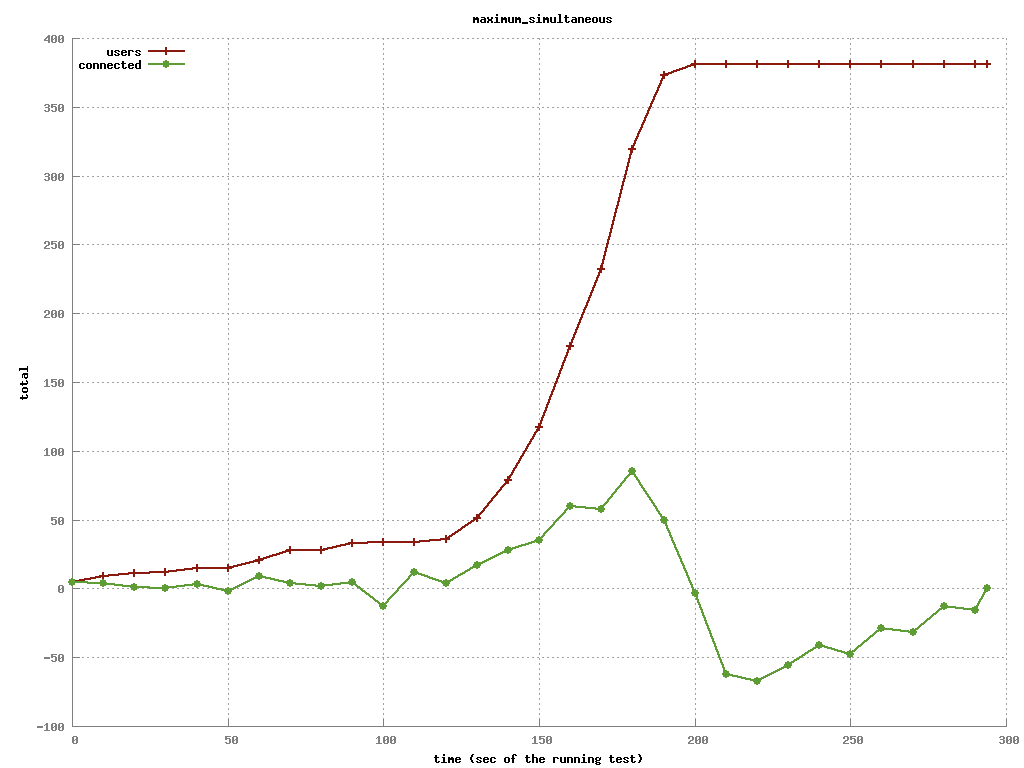 maximum_simultaneous
users
connected
400
350
300
250
200
150
100
50
0
-50
-100
total
0 50 100 150 200 250 300
time (sec of the running test)